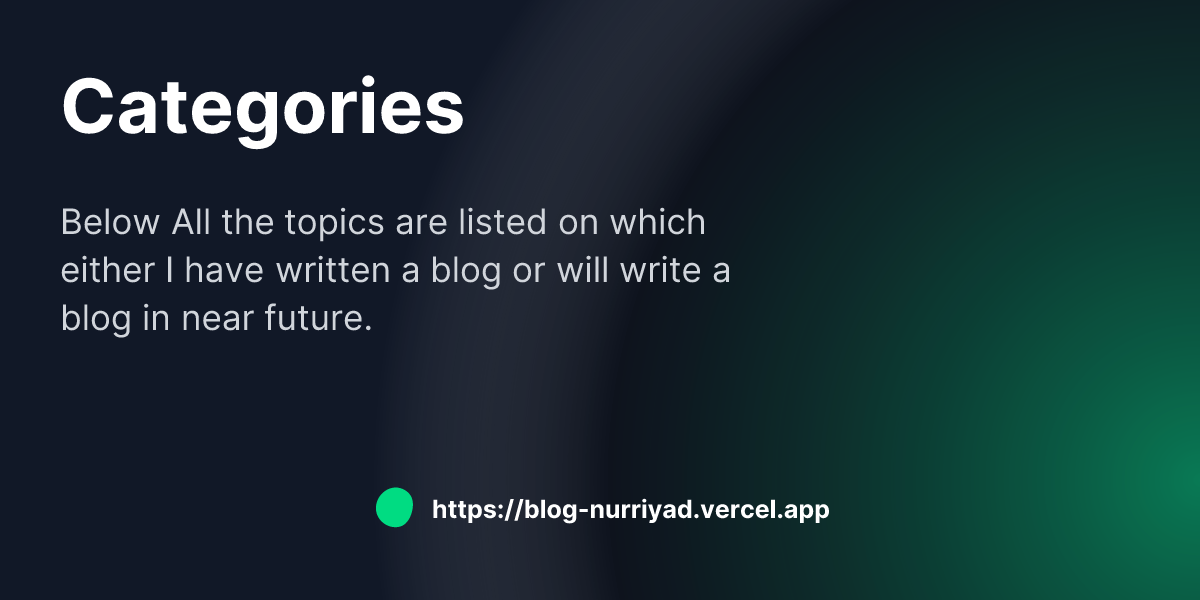 Categories
Below All the topics are listed on which
either I have written a blog or will write a
blog in near future.
https://blog-nurriyad.vercel.app